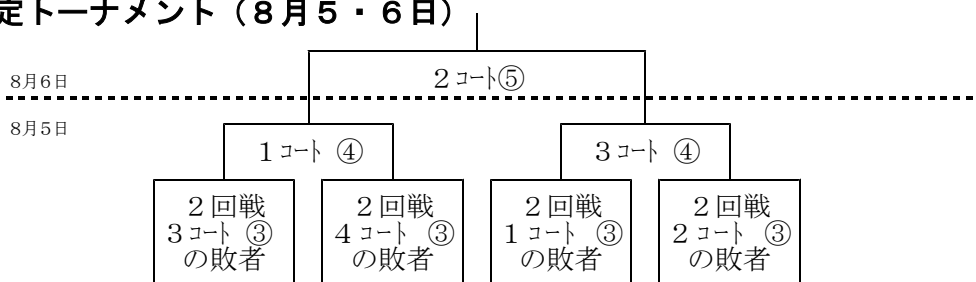 定トーナメント（８月５・６日）
２コート⑤
8月6日
8月5日
１コート ④
３コート ④
２回戦
３コート ③
の敗者
２回戦
４コート ③
の敗者
２回戦
１コート ③
の敗者
２回戦
２コート ③
の敗者